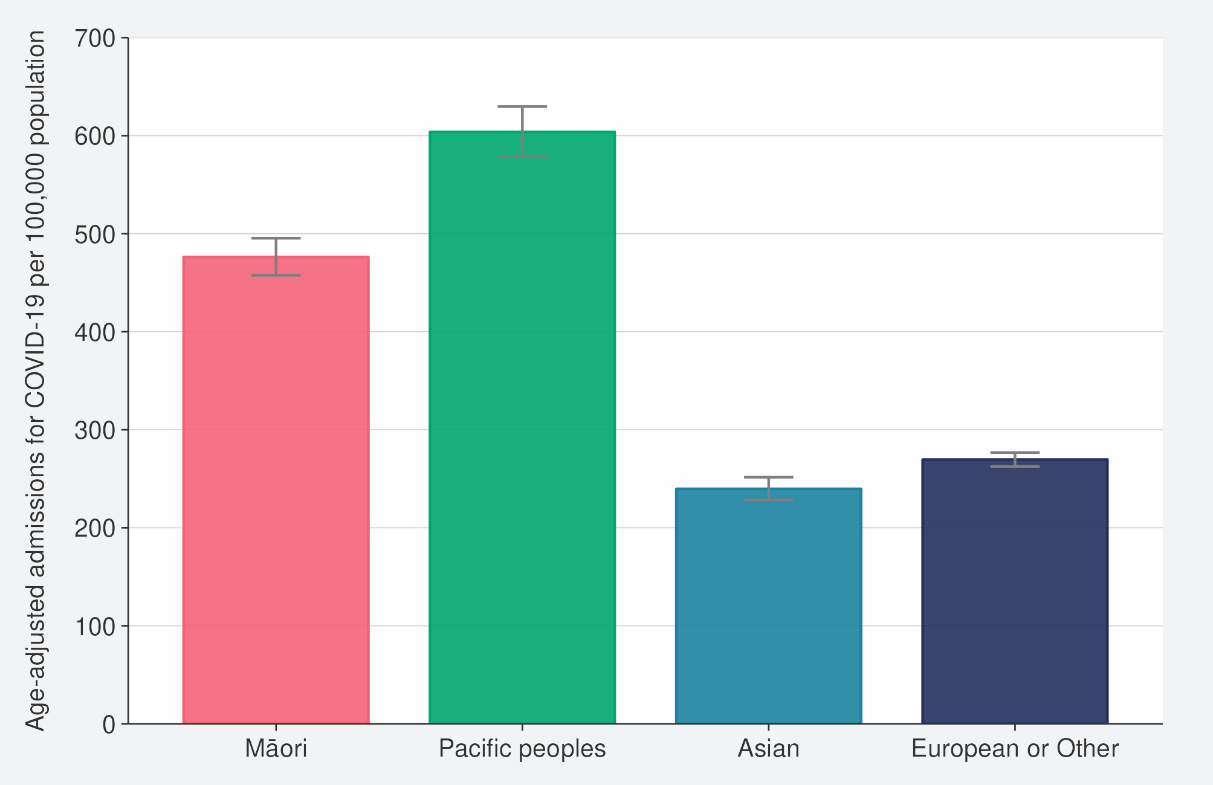 Age-adjusted admissions for COVID-19 per 100,000 population
700
600
500
400
300
200
100
0
Māori
Pacific peoples
Asian
European or Other